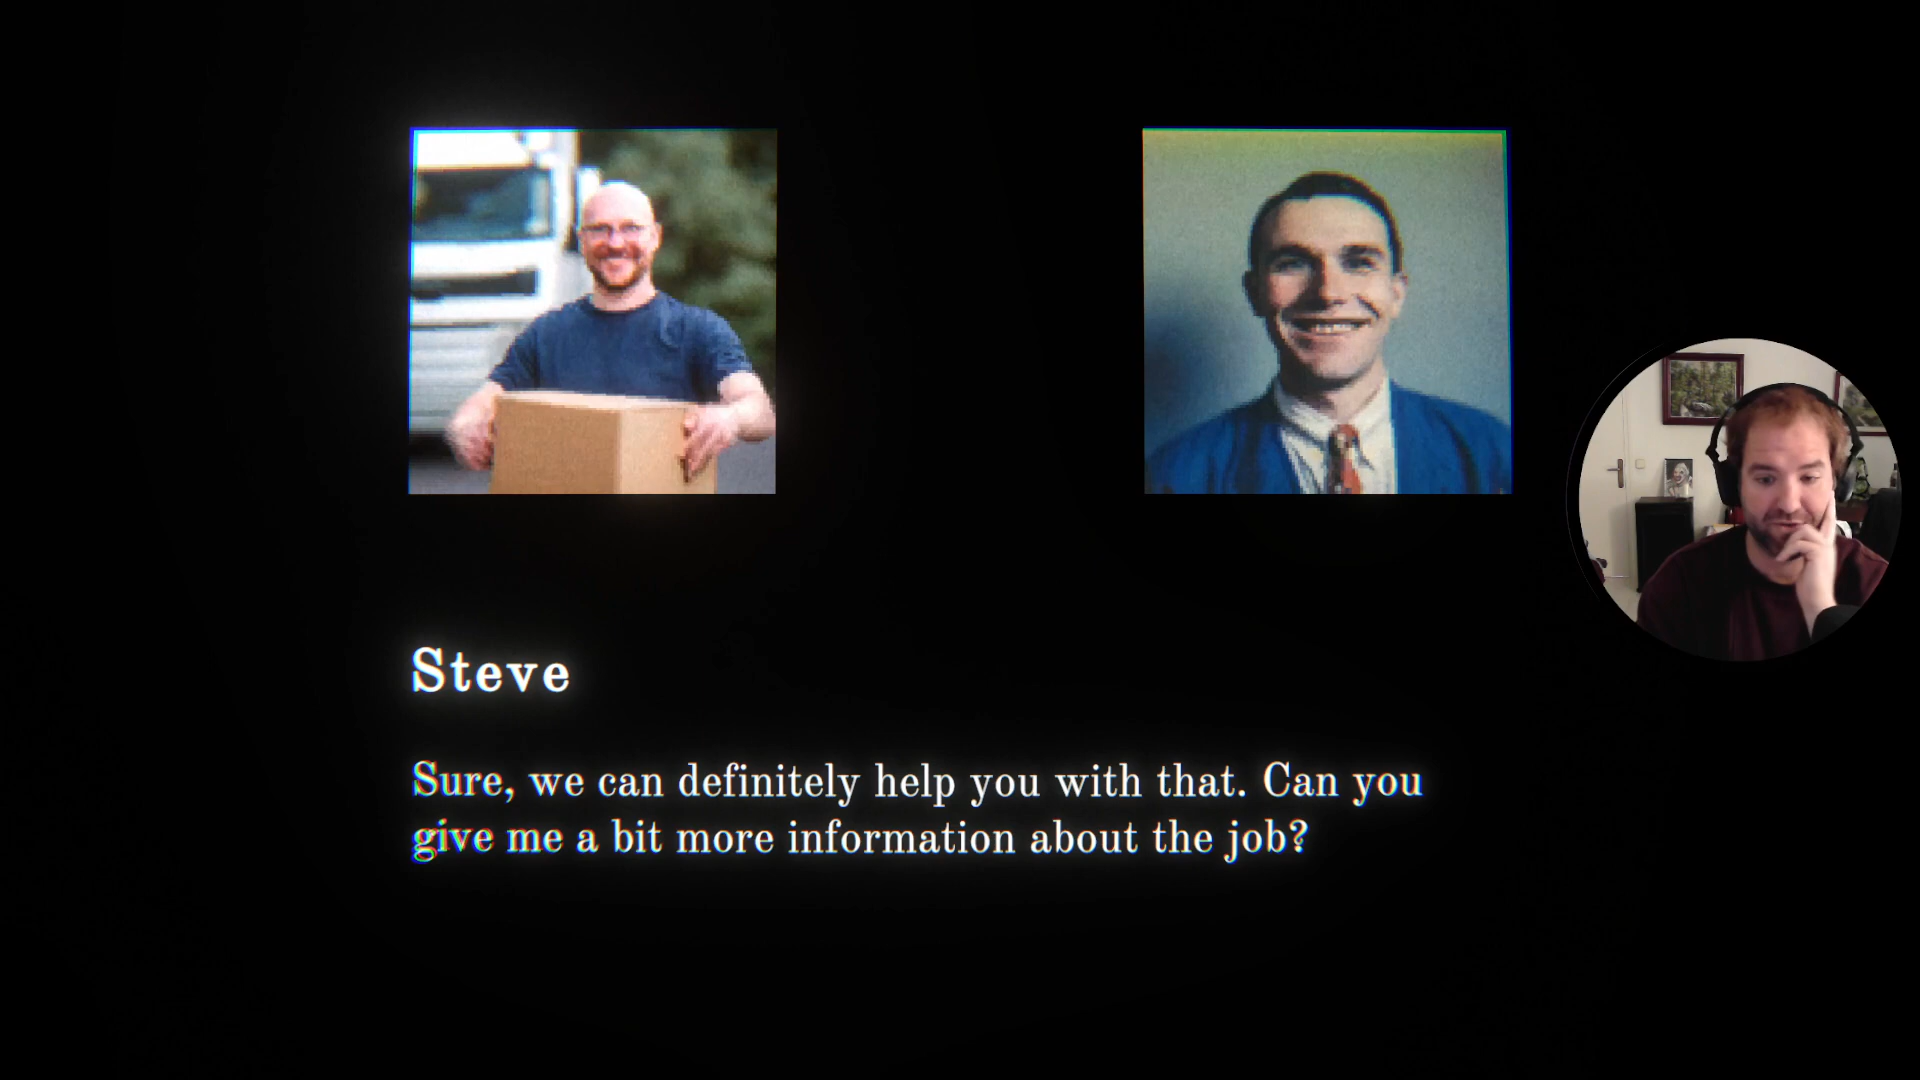 Steve
Sure, we can definitely help you with that. Can you
give me a bit more information about the job?